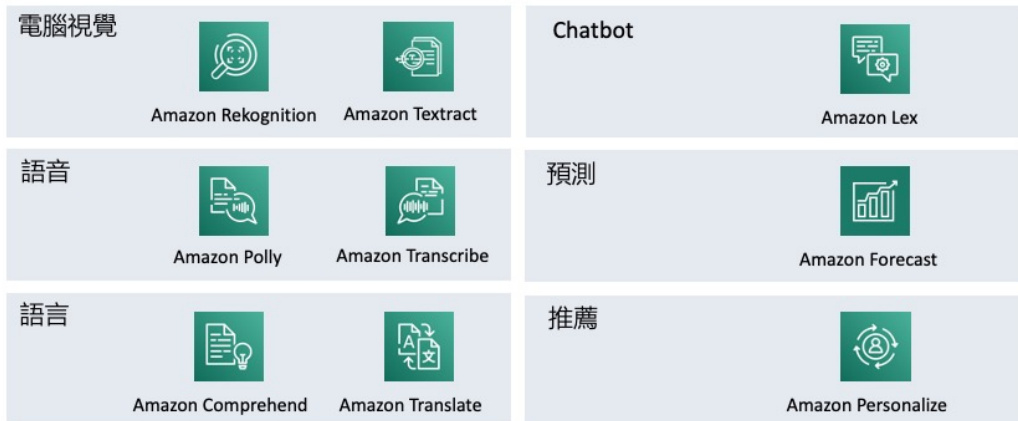 電腦視覺
Amazon Rekognition
Amazon Textract
Chatbot
Amazon Lex
語音
Amazon Polly
Amazon Transcribe
預測
Amazon Forecast
語言
Amazon Comprehend
Amazon Translate
推薦
Amazon Personalize